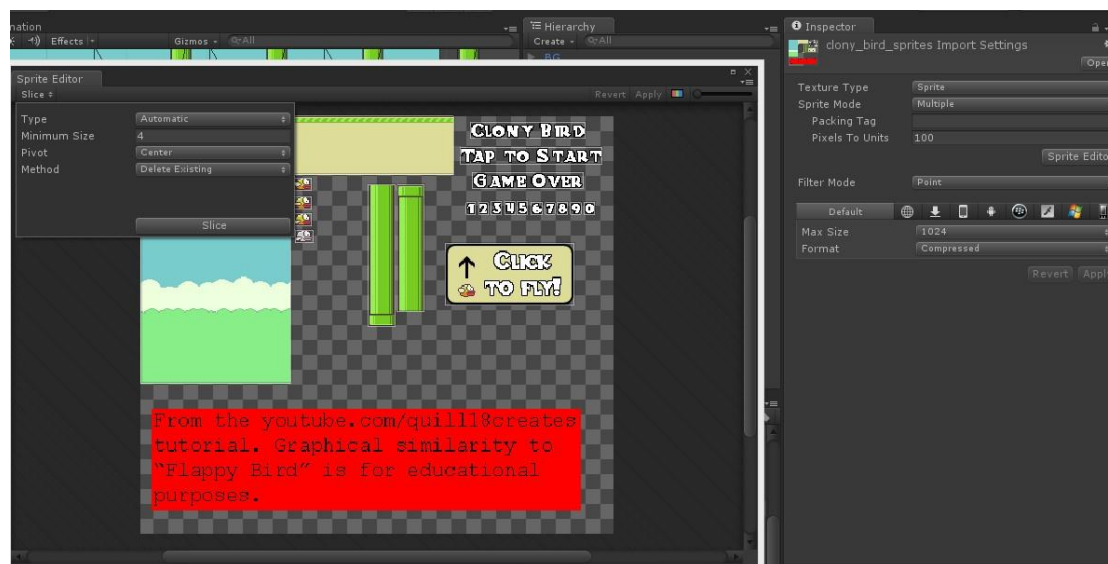 nation
Effects
Gizmos
All
Hierarchy
Create
All
BG
Sprite Editor
Slice
Revert Apply
Type Automatic
Minimum Size 4
Pivot Center
Method Delete Existing
Slice
CLONY BIRD
TAP TO START
GAME OVER
1234567890
CLICK
TO FLY!
From the youtube.com/quill18creates
tutorial. Graphical similarity to
"Flappy Bird" is for educational
purposes.
Inspector
clony_bird_sprites Import Settings
Open
Texture Type Sprite
Sprite Mode Multiple
Packing Tag
Pixels To Units 100
Sprite Edito
Filter Mode Point
Default
Max Size 1024
Format Compressed
Revert Appl